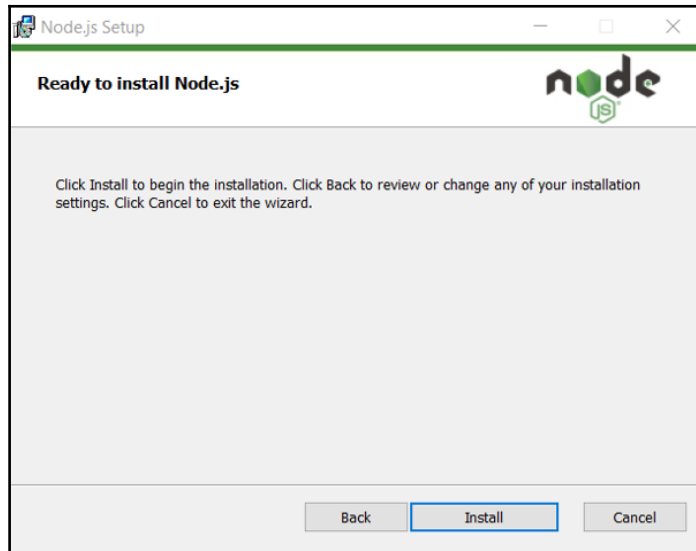 Node.js Setup
Ready to install Node.js
node
JS
Click Install to begin the installation. Click Back to review or change any of your installation
settings. Click Cancel to exit the wizard.
Back
Install
Cancel